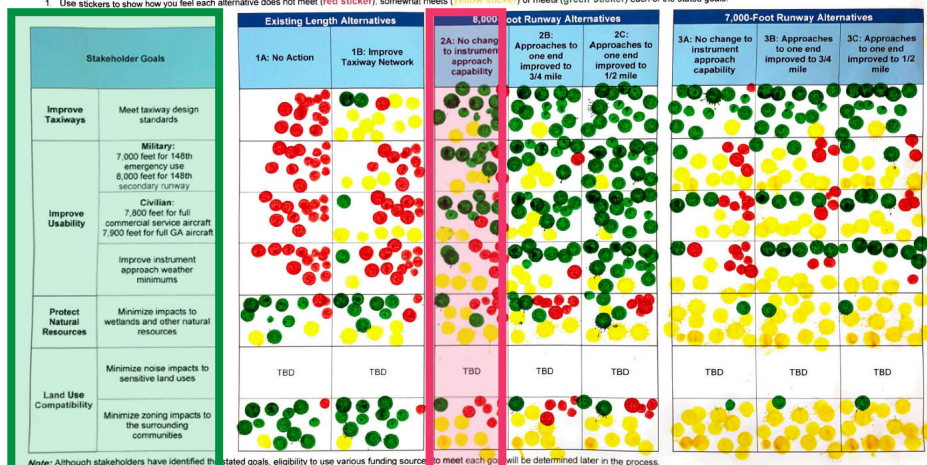 1. Use stickers to show how you feel each alternative does not meet (red sticker), somewhat meets (yellow sticker) or meets (green sticker) each of the stated goals.
Existing Length Alternatives
8,000-Foot Runway Alternatives
7,000-Foot Runway Alternatives
Stakeholder Goals
1A: No Action
1B: Improve
Taxiway Network
2A: No change
to instrument
approach
capability
2B:
Approaches to
one end
improved to
3/4 mile
2C:
Approaches to
one end
improved to
1/2 mile
3A: No change to
instrument
approach
capability
3B: Approaches
to one end
improved to 3/4
mile
3C: Approaches
to one end
improved to 1/2
mile
Improve
Taxiways
Meet taxiway design
standards
Improve
Usability
Military:
7,000 feet for 148th
emergency use
8,000 feet for 148th
secondary runway
Civilian:
7,800 feet for full
commercial service aircraft
7,900 feet for full GA aircraft
Improve instrument
approach weather
minimums
Protect
Natural
Resources
Minimize impacts to
wetlands and other natural
resources
Land Use
Compatibility
Minimize noise impacts to
sensitive land uses
TBD
TBD
TBD
TBD
TBD
TBD
TBD
TBD
Minimize zoning impacts to
the surrounding
communities
Note: Although stakeholders have identified the stated goals, eligibility to use various funding sources to meet each goal will be determined later in the process.